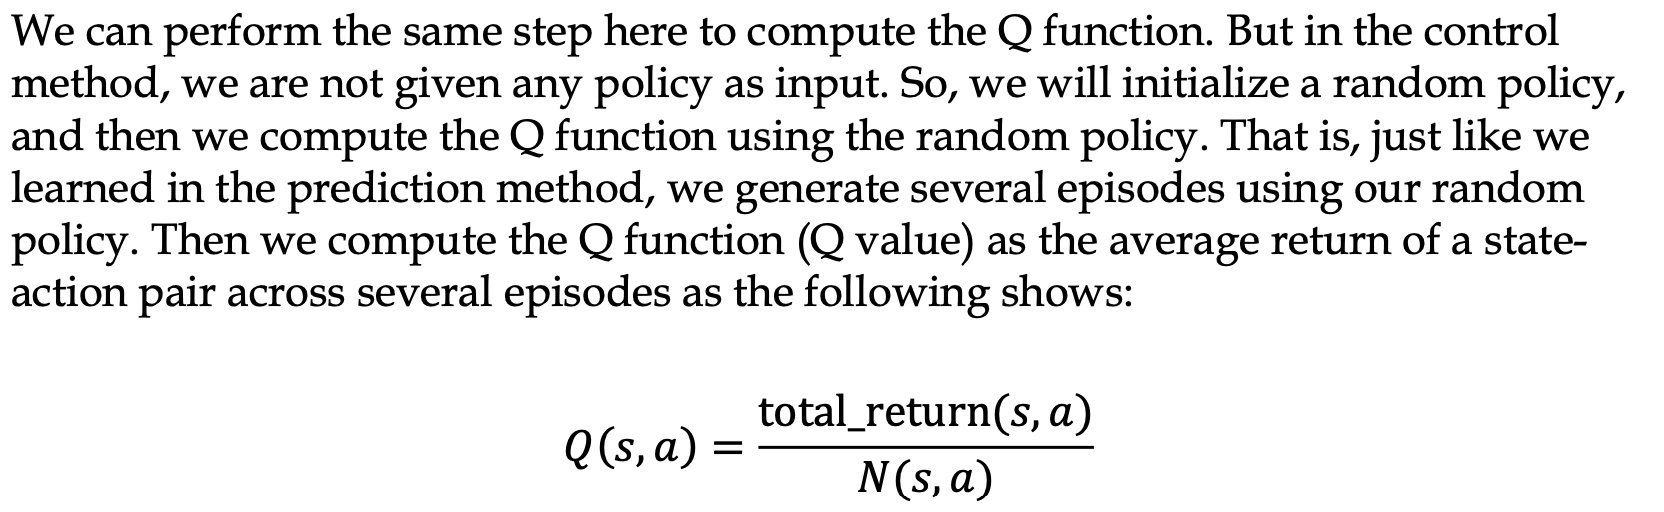 We can perform the same step here to compute the Q function. But in the control
method, we are not given any policy as input. So, we will initialize a random policy,
and then we compute the Q function using the random policy. That is, just like we
learned in the prediction method, we generate several episodes using our random
policy. Then we compute the Q function (Q value) as the average return of a state-
action pair across several episodes as the following shows:
Q(s, a) = total_return(s, a) / N(s, a)